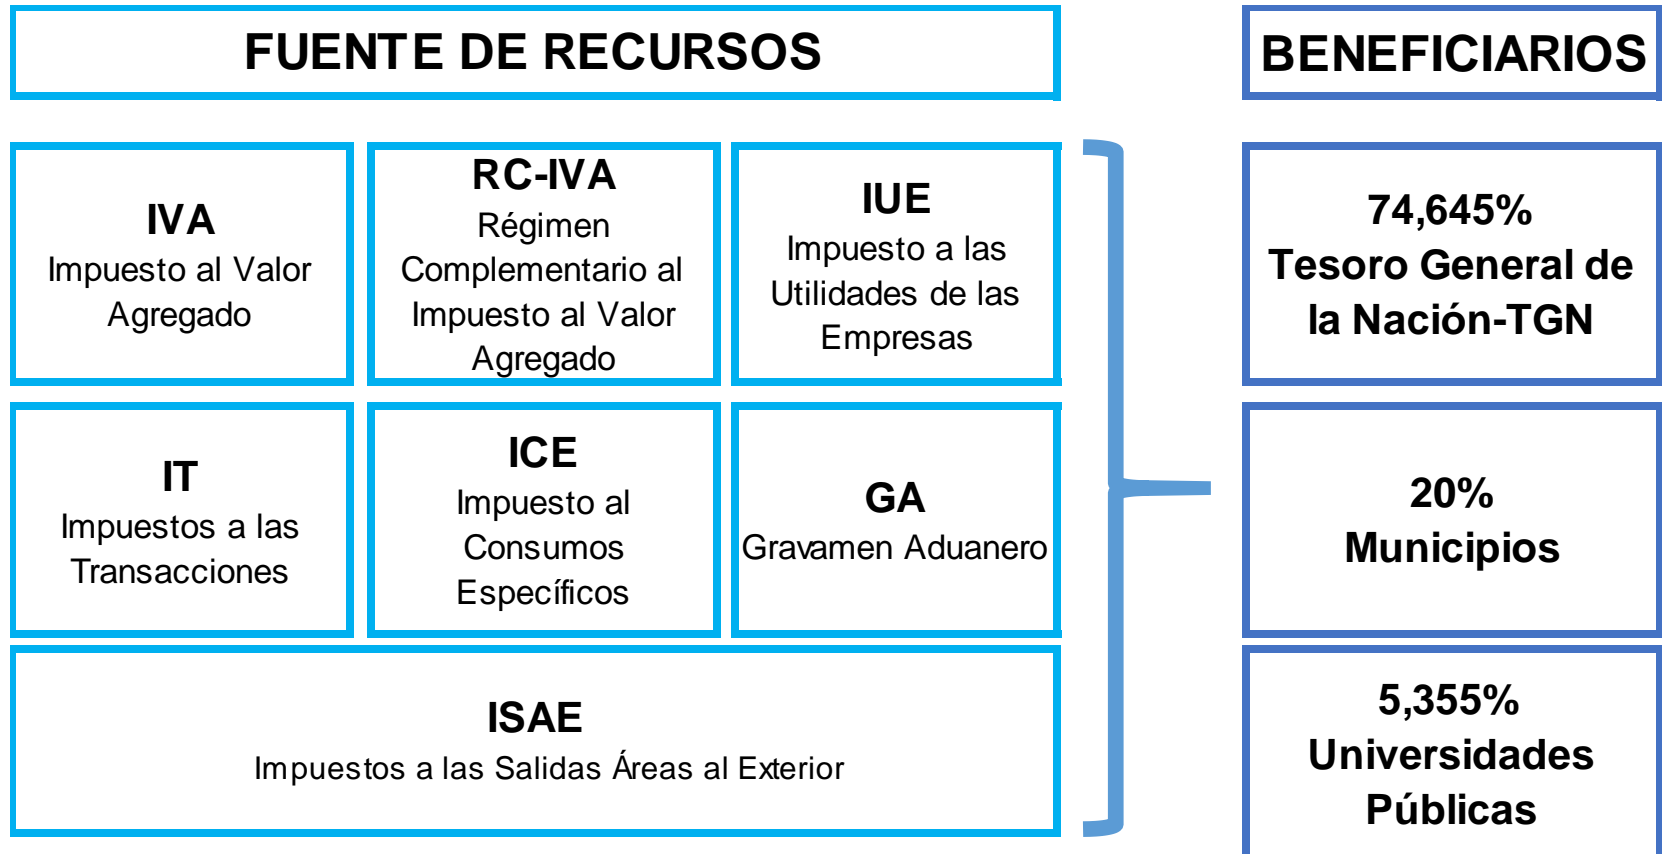 FUENTE DE RECURSOS
BENEFICIARIOS
IVA
Impuesto al Valor
Agregado
RC-IVA
Régimen
Complementario al
Impuesto al Valor
Agregado
IUE
Impuesto a las
Utilidades de las
Empresas
74,645%
Tesoro General de
la Nación-TGN
IT
Impuestos a las
Transacciones
ICE
Impuesto al
Consumos
Específicos
GA
Gravamen Aduanero
20%
Municipios
ISAE
Impuestos a las Salidas Áreas al Exterior
5,355%
Universidades
Públicas